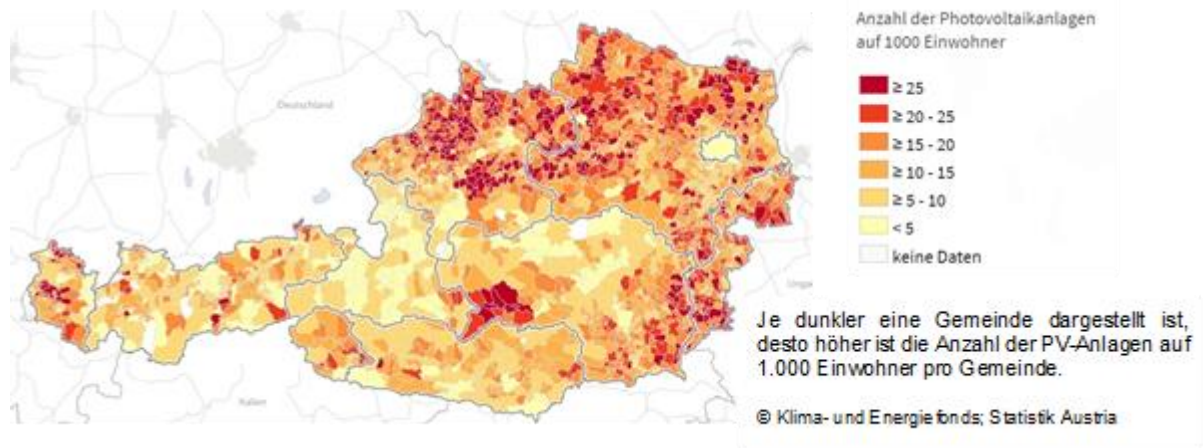 Anzahl der Photovoltaikanlagen
auf 1000 Einwohner
≥ 25
≥ 20 - 25
≥ 15 - 20
≥ 10 - 15
≥ 5 - 10
< 5
keine Daten
Deutschland
Italien
Ungarn
Je dunkler eine Gemeinde dargestellt ist,
desto höher ist die Anzahl der PV-Anlagen auf
1.000 Einwohner pro Gemeinde.
© Klima- und Energiefonds; Statistik Austria